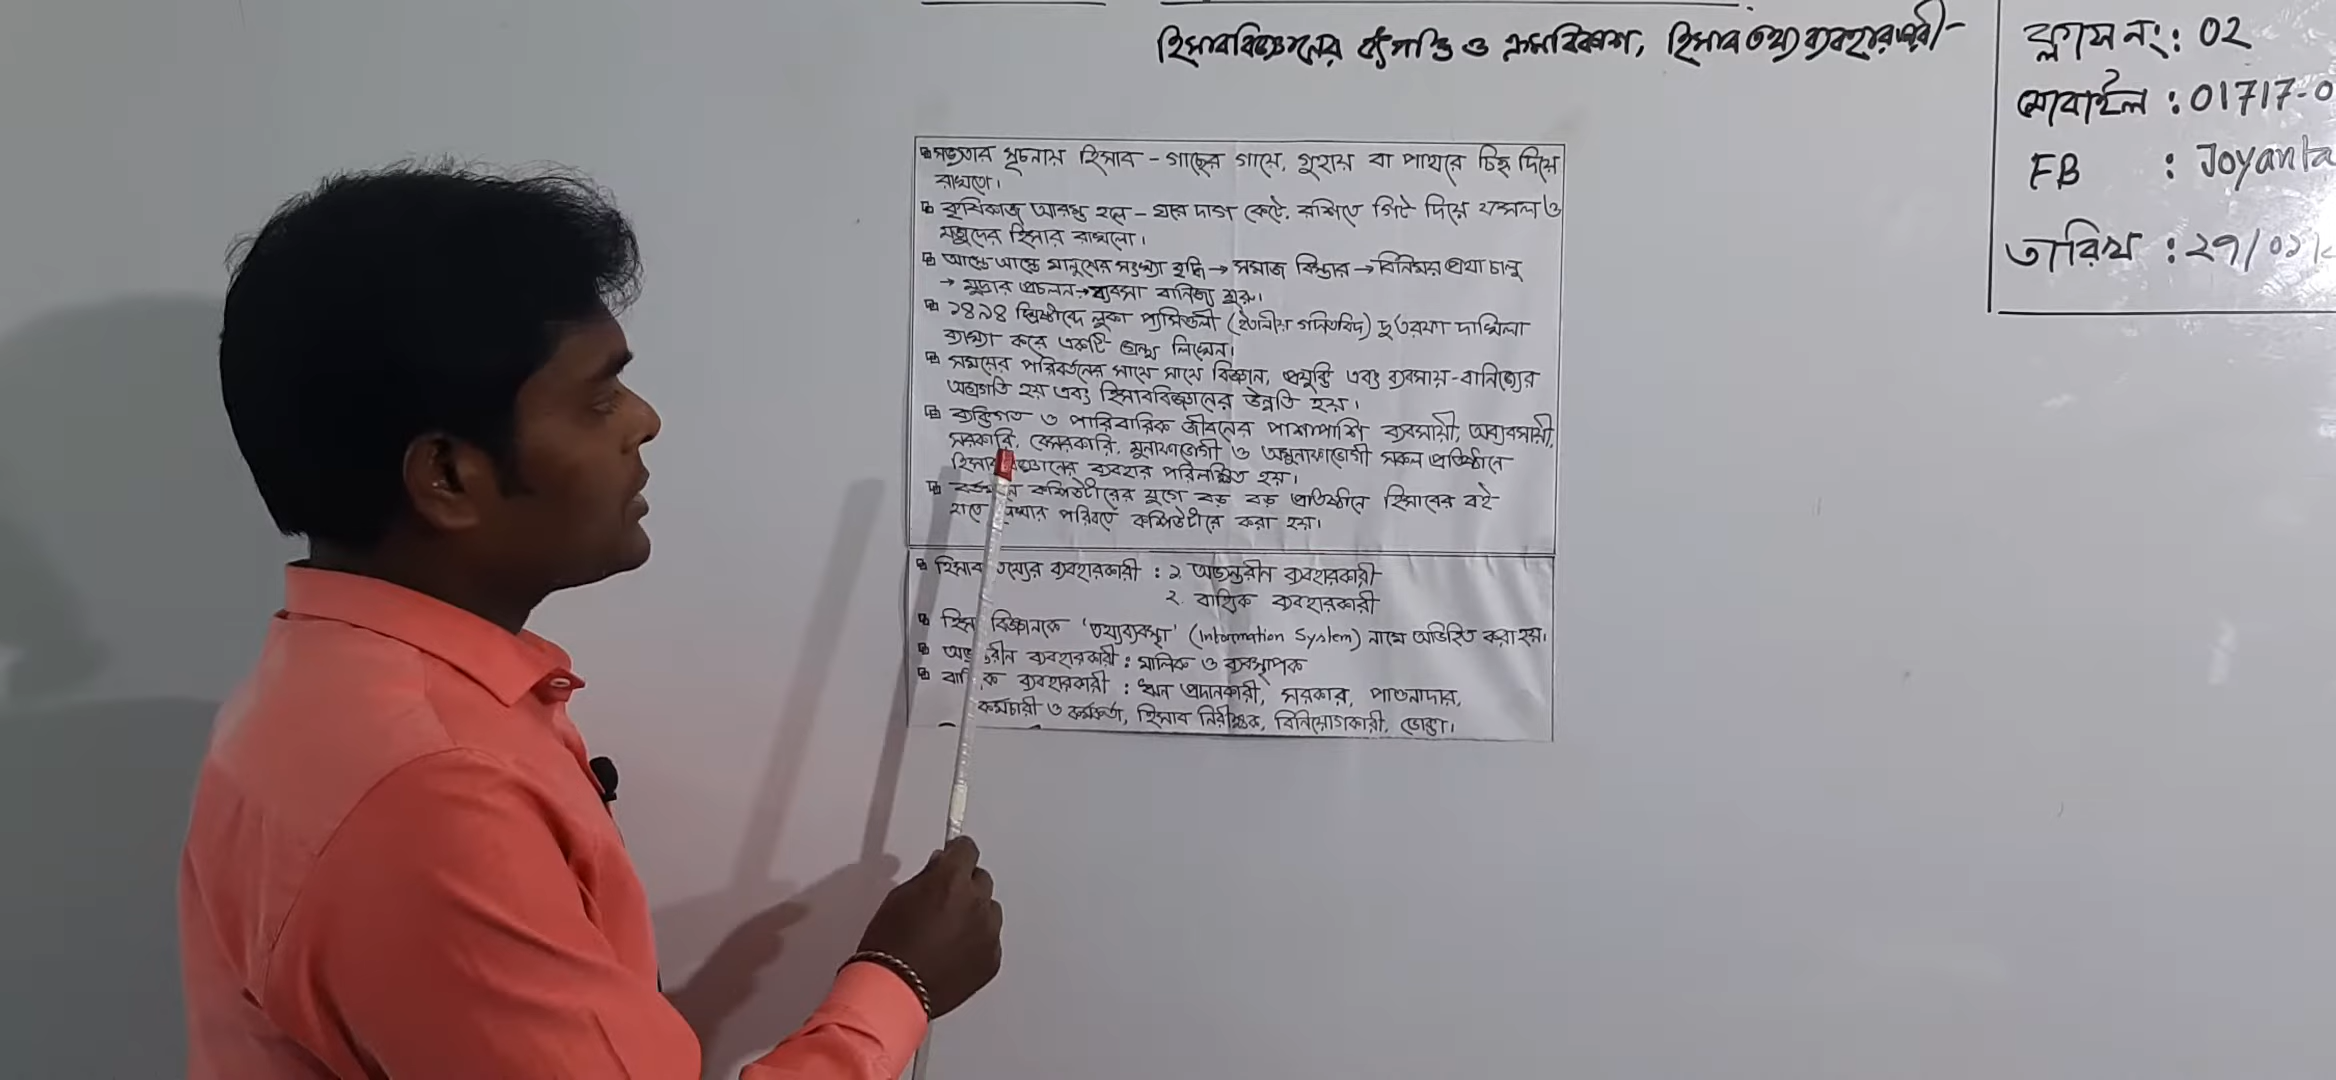 হিসাববিজ্ঞানের উৎপত্তি ও ক্রমবিকাশ, হিসাব তথ্য ব্যবহারকারী-
ক্লাস নং: 02
মোবাইল : 01717-0
FB : Joyanta
তারিখ : ২৭/০১/২
সভ্যতার সূচনায় হিসাব - গাছের গায়ে, গুহায় বা পাথরে চিহ্ন দিয়ে
রাখতো।
কৃষিকাজ আরম্ভ হলে - ঘরে দাগ কেটে, রশিতে গিট দিয়ে ফসল ও
মজুদের হিসাব রাখলো।
আস্তে আস্তে মানুষের সংখ্যা বৃদ্ধি → সমাজ বিস্তার → বিনিময় প্রথা চালু
→ মুদ্রার প্রচলন → ব্যবসা বানিজ্য শুরু।
১৪৯৪ খ্রিষ্টাব্দে লুকা প্যাসিওলী (ইতালীয় গনিতবিদ) দুতরফা দাখিলা
ব্যাখ্যা করে একটি গ্রন্থ লিখেন।
সময়ের পরিবর্তনের সাথে সাথে বিজ্ঞান, প্রযুক্তি এবং ব্যবসায়-বানিজ্যের
অগ্রগতি হয় এবং হিসাববিজ্ঞানের উন্নতি হয়।
ব্যক্তিগত ও পারিবারিক জীবনের পাশাপাশি ব্যবসায়ী, অব্যবসায়ী,
সরকারি, বেসরকারি, মুনাফাভোগী ও অমুনাফাভোগী সকল প্রতিষ্ঠানে
ব্যবহার পরিলক্ষিত হয়।
কম্পিউটারের যুগে বড় বড় প্রতিষ্ঠানে হিসাবের বই
হাতে পরিবর্তে কম্পিউটারে করা হয়।
হিসাব তথ্যের ব্যবহারকারী : ১. অভ্যন্তরীন ব্যবহারকারী
২. বাহ্যিক ব্যবহারকারী
বিজ্ঞানকে 'তথ্যব্যবস্থা' (Information System) নামে অভিহিত করা হয়।
ব্যবহারকারী : মালিক ও ব্যবস্থাপক
ব্যবহারকারী : ঋন প্রদানকারী, সরকার, পাওনাদার,
কর্মচারী ও কর্মকর্তা, হিসাব নিরীক্ষক, বিনিয়োগকারী, ভোক্তা।